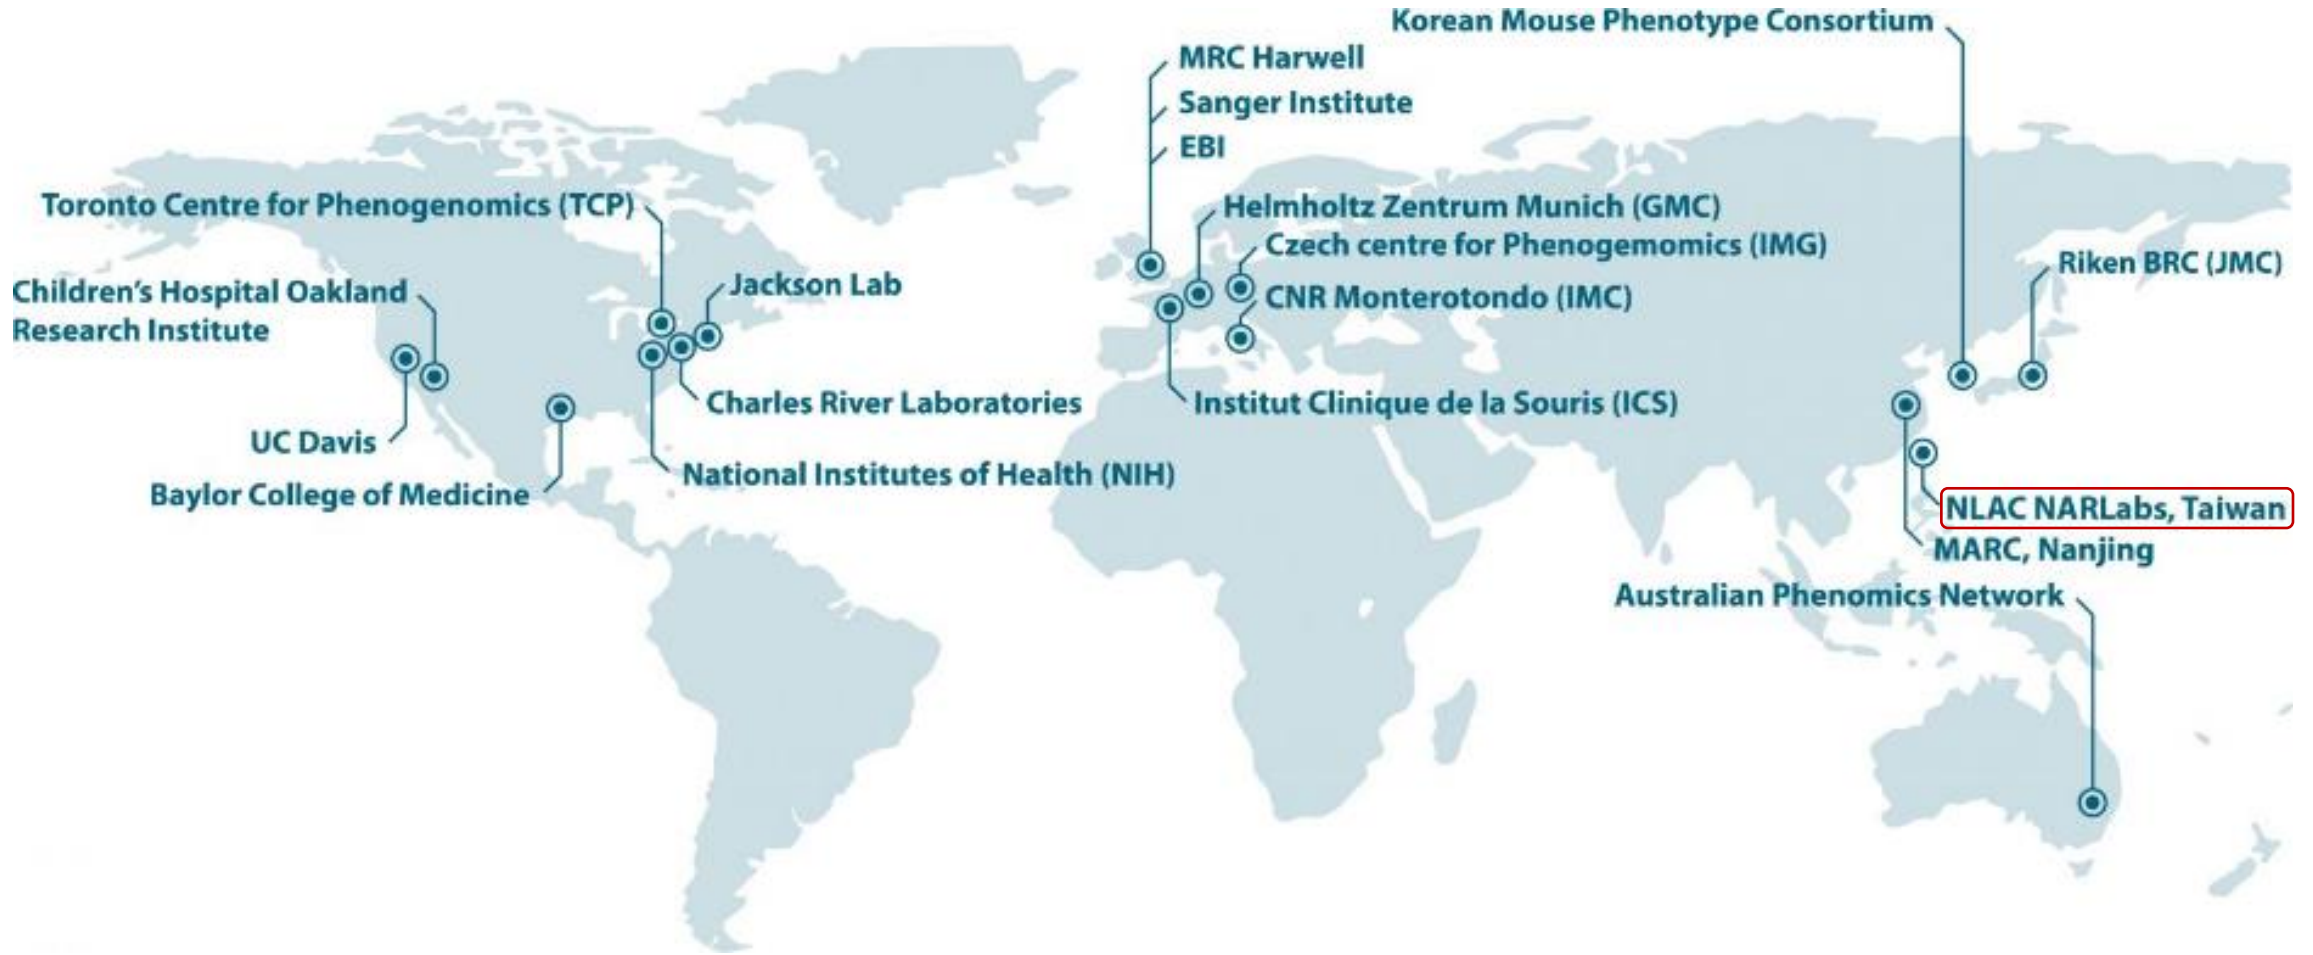 Korean Mouse Phenotype Consortium
MRC Harwell
Sanger Institute
EBI
Toronto Centre for Phenogenomics (TCP)
Helmholtz Zentrum Munich (GMC)
Czech centre for Phenogemomics (IMG)
Riken BRC (JMC)
Jackson Lab
Children's Hospital Oakland
Research Institute
CNR Monterotondo (IMC)
Charles River Laboratories
Institut Clinique de la Souris (ICS)
UC Davis
National Institutes of Health (NIH)
Baylor College of Medicine
NLAC NARLabs, Taiwan
MARC, Nanjing
Australian Phenomics Network